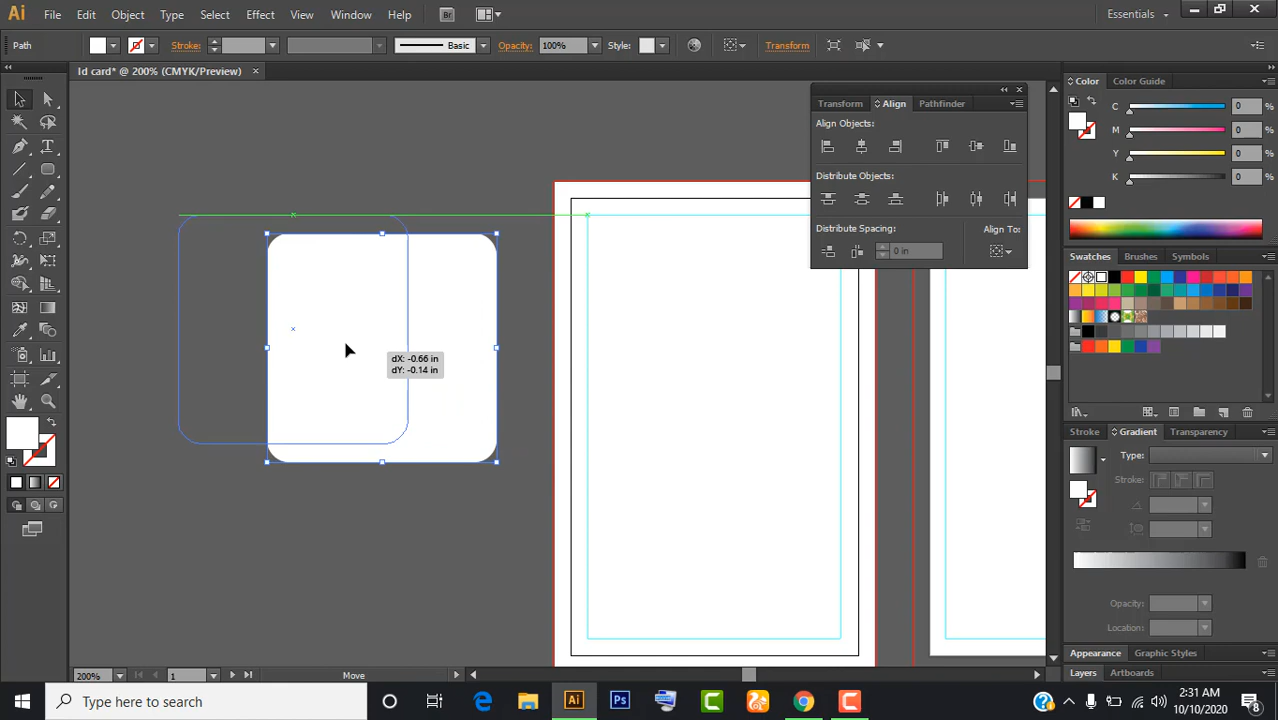 Ai File Edit Object Type Select Effect View Window Help Br Essentials
Path Stroke: Basic Opacity: 100% Style: Transform
Id card* @ 200% (CMYK/Preview)
Transform Align Pathfinder
Align Objects:
Distribute Objects:
Distribute Spacing: Align To:
0 in
dX: -0.66 in
dY: -0.14 in
Color Color Guide
C 0 %
M 0 %
Y 0 %
K 0 %
Swatches Brushes Symbols
Stroke Gradient Transparency
Type:
Stroke:
Opacity:
Location:
Appearance Graphic Styles
Layers Artboards
200% 1 Move
Type here to search
Ai Ps
2:31 AM
10/10/2020
8